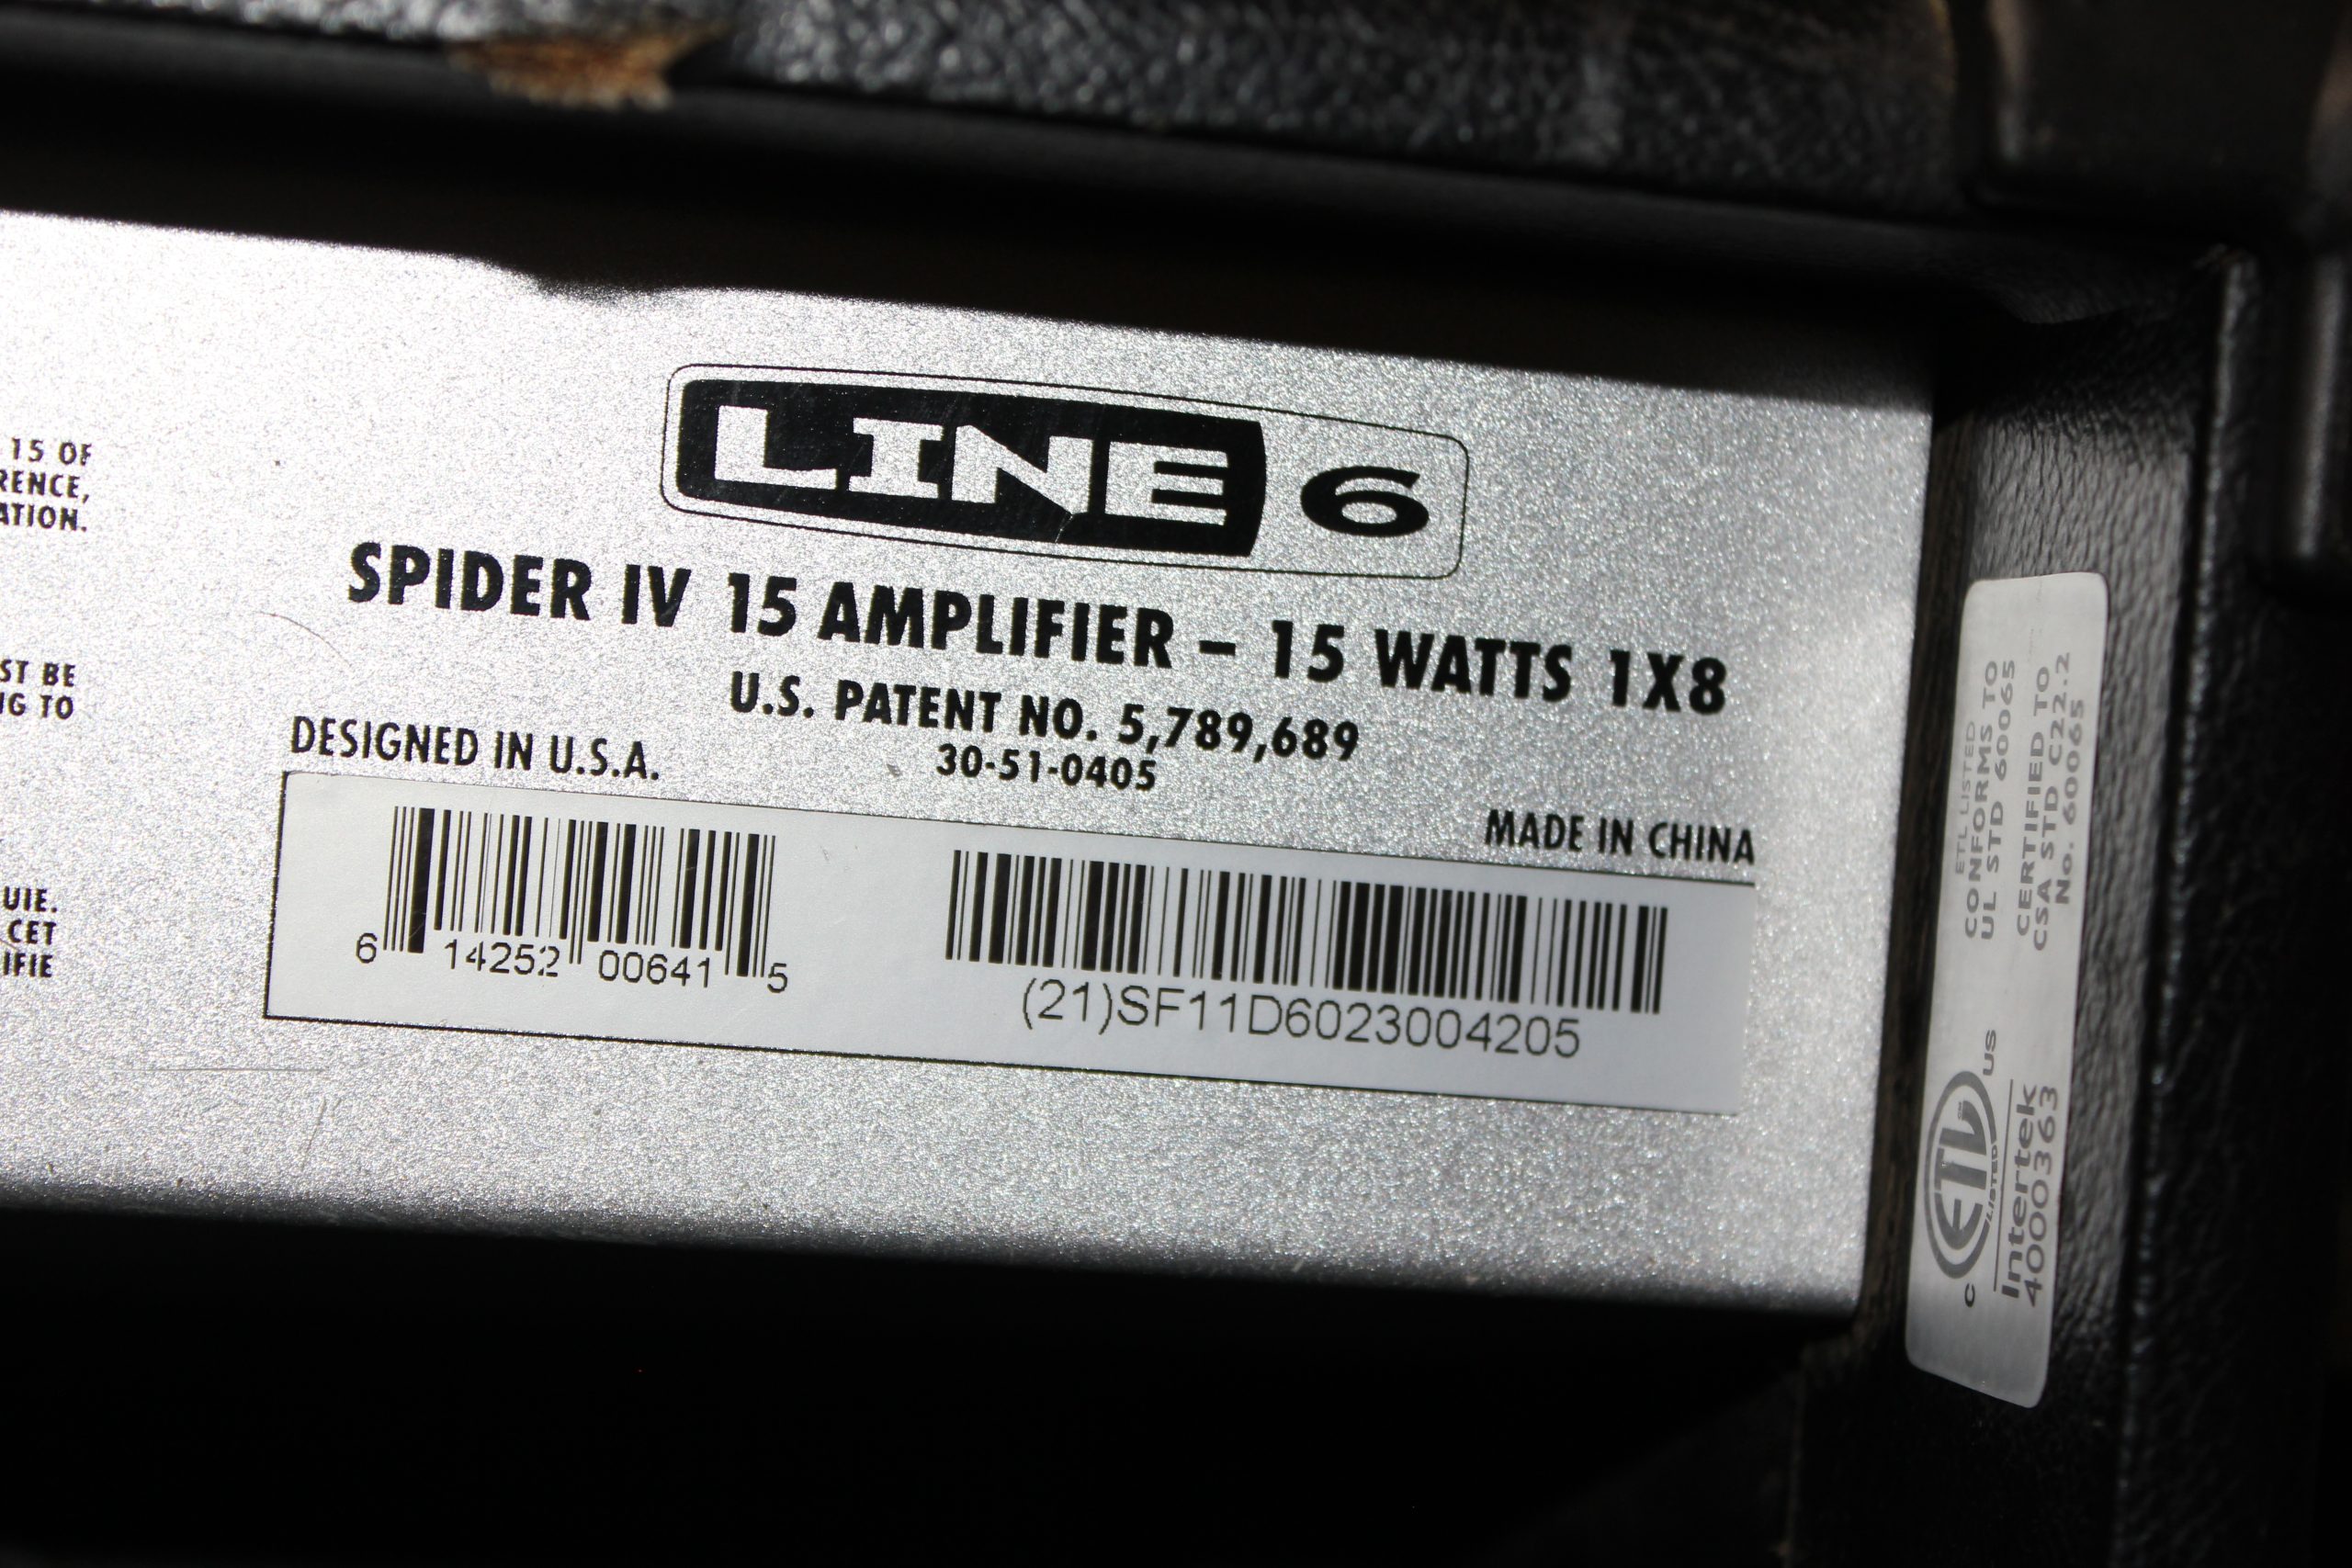 15 OF
RENCE,
ATION.
ST BE
NG TO
UIE.
CET
IFIE
LINE 6
SPIDER IV 15 AMPLIFIER – 15 WATTS 1X8
U.S. PATENT NO. 5,789,689
30-51-0405
DESIGNED IN U.S.A.
MADE IN CHINA
6 14252 00641 5
(21)SF11D6023004205
ETL LISTED
CONFORMS TO
UL STD 60065
CERTIFIED TO
CSA STD C22.2
No. 60065
C ETL US
LISTED
Intertek
4000363